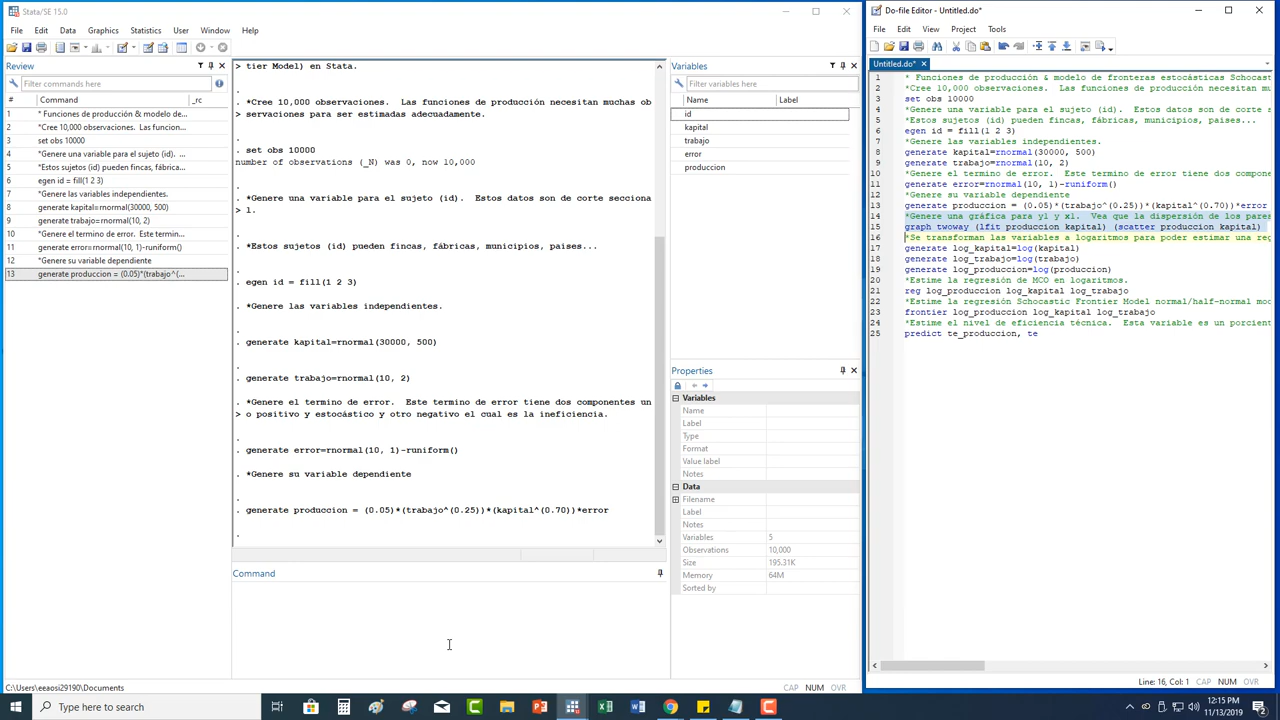 Stata/SE 15.0
File Edit Data Graphics Statistics User Window Help
Review
Filter commands here
# Command _rc
1 * Funciones de producción & modelo de...
2 *Cree 10,000 observaciones. Las funcion...
3 set obs 10000
4 *Genere una variable para el sujeto (id). ...
5 *Estos sujetos (id) pueden fincas, fábrica...
6 egen id = fill(1 2 3)
7 *Genere las variables independientes.
8 generate kapital=rnormal(30000, 500)
9 generate trabajo=rnormal(10, 2)
10 *Genere el termino de error. Este termin...
11 generate error=rnormal(10, 1)-runiform()
12 *Genere su variable dependiente
13 generate produccion = (0.05)*(trabajo^(...
> tier Model) en Stata.
.
. *Cree 10,000 observaciones. Las funciones de producción necesitan muchas ob
> servaciones para ser estimadas adecuadamente.
.
. set obs 10000
number of observations (_N) was 0, now 10,000
.
. *Genere una variable para el sujeto (id). Estos datos son de corte secciona
> l.
.
. *Estos sujetos (id) pueden fincas, fábricas, municipios, paises...
.
. egen id = fill(1 2 3)
. *Genere las variables independientes.
.
. generate kapital=rnormal(30000, 500)
.
. generate trabajo=rnormal(10, 2)
. *Genere el termino de error. Este termino de error tiene dos componentes un
> o positivo y estocástico y otro negativo el cual es la ineficiencia.
.
. generate error=rnormal(10, 1)-runiform()
. *Genere su variable dependiente
.
. generate produccion = (0.05)*(trabajo^(0.25))*(kapital^(0.70))*error
.
Command
C:\Users\eeaosi29190\Documents
CAP NUM OVR
Variables
Filter variables here
Name Label
id
kapital
trabajo
error
produccion
Properties
Variables
Name
Label
Type
Format
Value label
Notes
Data
Filename
Label
Notes
Variables 5
Observations 10,000
Size 195.31K
Memory 64M
Sorted by
Do-file Editor - Untitled.do*
File Edit View Project Tools
Untitled.do*
1 * Funciones de producción & modelo de fronteras estocásticas Schocast
2 *Cree 10,000 observaciones. Las funciones de producción necesitan mu
3 set obs 10000
4 *Genere una variable para el sujeto (id). Estos datos son de corte s
5 *Estos sujetos (id) pueden fincas, fábricas, municipios, paises...
6 egen id = fill(1 2 3)
7 *Genere las variables independientes.
8 generate kapital=rnormal(30000, 500)
9 generate trabajo=rnormal(10, 2)
10 *Genere el termino de error. Este termino de error tiene dos compone
11 generate error=rnormal(10, 1)-runiform()
12 *Genere su variable dependiente
13 generate produccion = (0.05)*(trabajo^(0.25))*(kapital^(0.70))*error
14 *Genere una gráfica para y1 y x1. Vea que la dispersión de los pares
15 graph twoway (lfit produccion kapital) (scatter produccion kapital)
16 *Se transforman las variables a logaritmos para poder estimar una reg
17 generate log_kapital=log(kapital)
18 generate log_trabajo=log(trabajo)
19 generate log_produccion=log(produccion)
20 *Estime la regresión de MCO en logaritmos.
21 reg log_produccion log_kapital log_trabajo
22 *Estime la regresión Schocastic Frontier Model normal/half-normal mod
23 frontier log_produccion log_kapital log_trabajo
24 *Estime el nivel de eficiencia técnica. Esta variable es un porcient
25 predict te_produccion, te
Line: 16, Col: 1 CAP NUM OVR
Type here to search
12:15 PM
11/13/2019